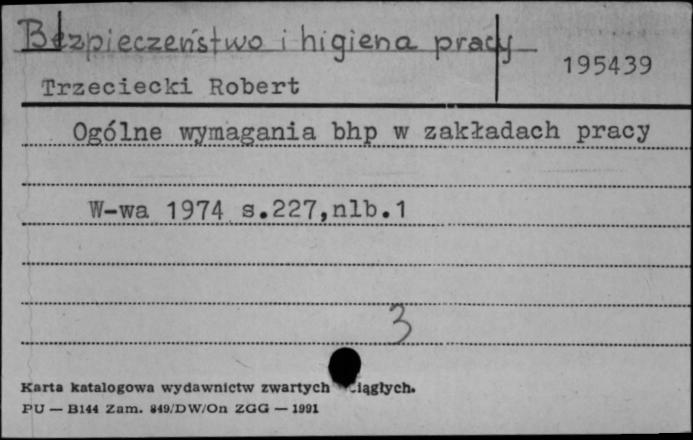 Bezpieczeństwo i higiena pracy
195439
Trzeciecki Robert
Ogólne wymagania bhp w zakładach pracy
W-wa 1974 s.227,nlb.1
3
Karta katalogowa wydawnictw zwartych ciągłych.
PU — B144 Zam. 849/DW/On ZGG — 1991